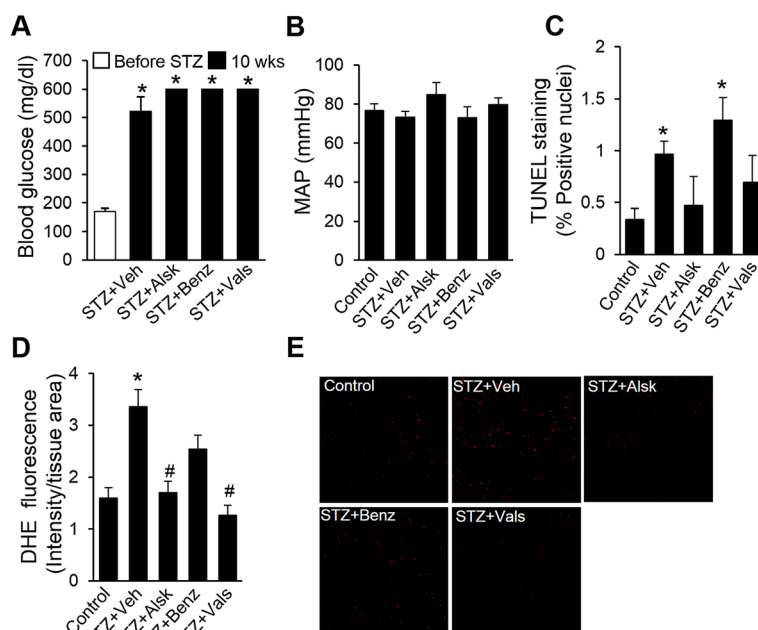 A
Before STZ
10 wks
Blood glucose (mg/dl)
700
600
500
400
300
200
100
0
* * * *
STZ+Veh
STZ+Alsk
STZ+Benz
STZ+Vals
B
MAP (mmHg)
100
80
60
40
20
0
Control
STZ+Veh
STZ+Alsk
STZ+Benz
STZ+Vals
C
TUNEL staining
(% Positive nuclei)
2
1.5
1
0.5
0
* *
Control
STZ+Veh
STZ+Alsk
STZ+Benz
STZ+Vals
D
DHE fluorescence
(Intensity/tissue area)
4
3
2
1
0
* # #
Control
STZ+Veh
TZ+Alsk
Z+Benz
TZ+Vals
E
Control
STZ+Veh
STZ+Alsk
STZ+Benz
STZ+Vals